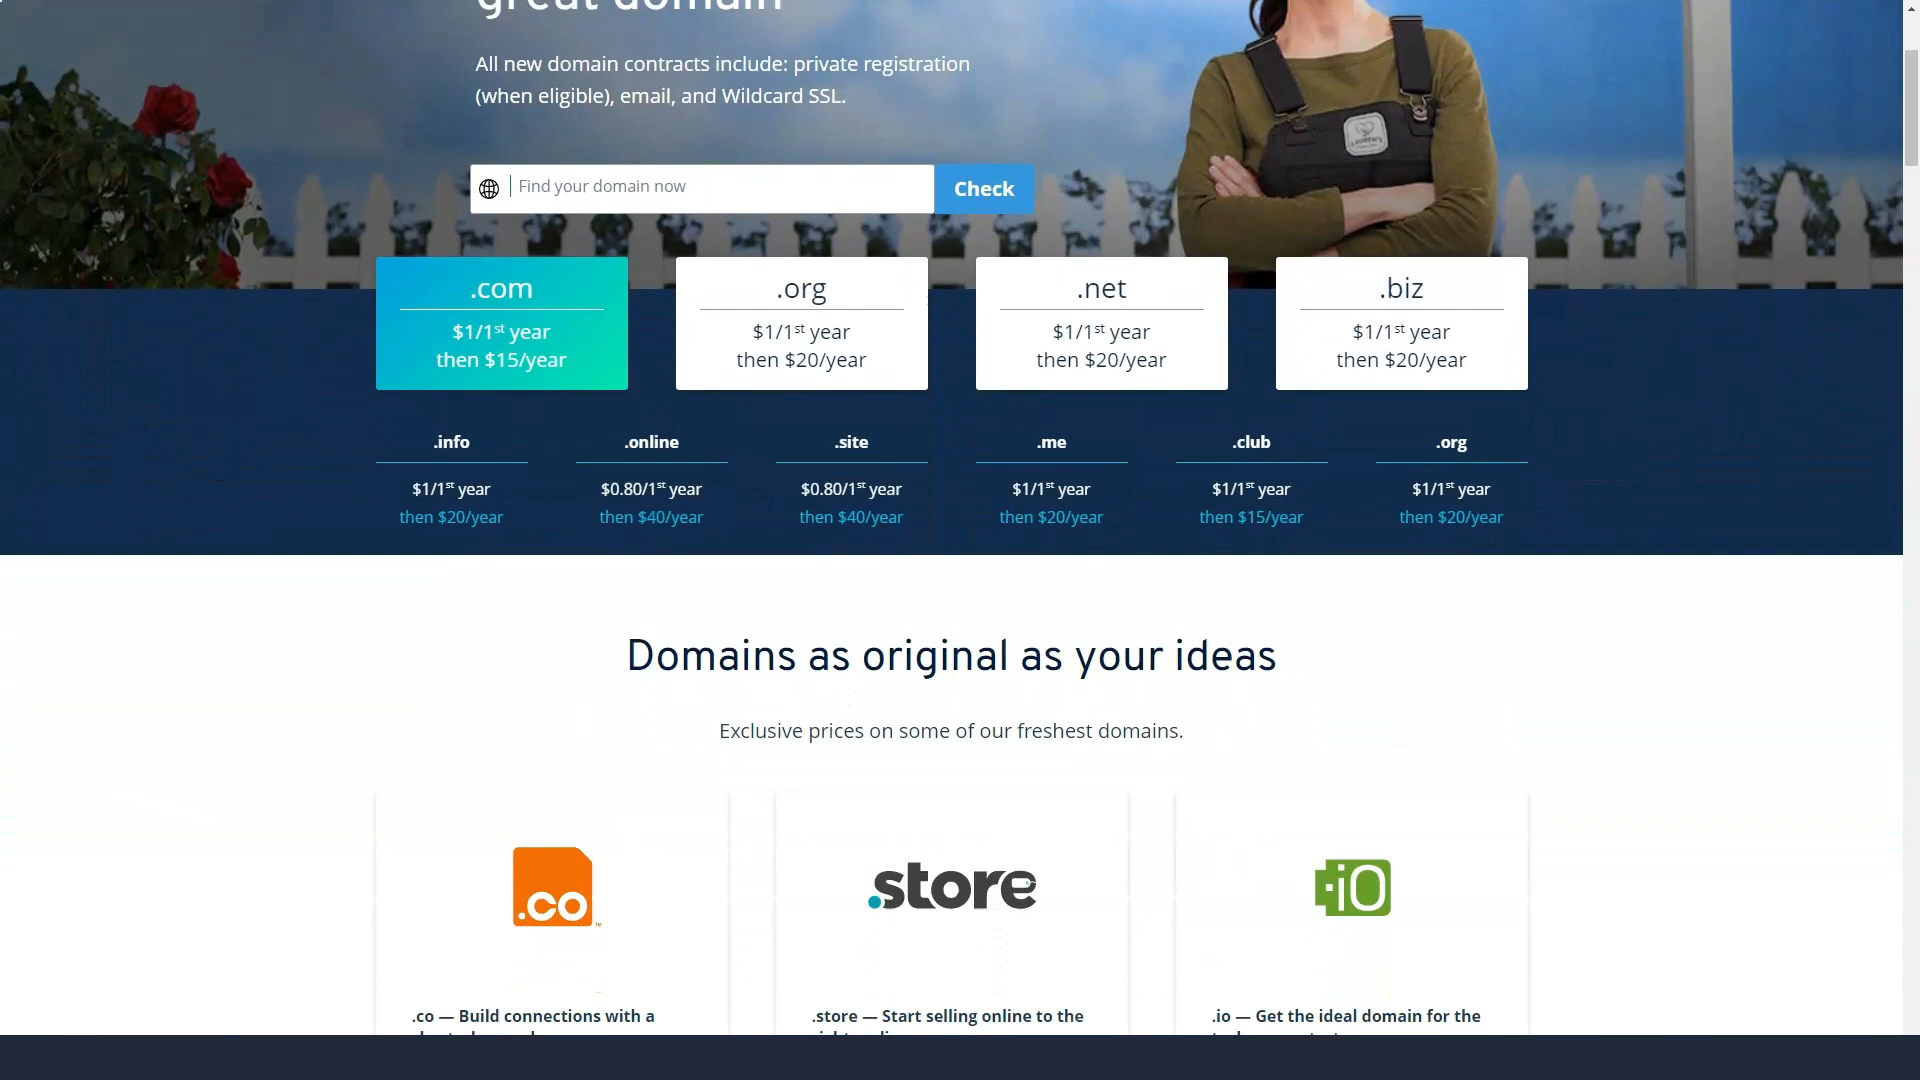 great domain
All new domain contracts include: private registration
(when eligible), email, and Wildcard SSL.
Find your domain now
Check
.com
$1/1st year
then $15/year
.org
$1/1st year
then $20/year
.net
$1/1st year
then $20/year
.biz
$1/1st year
then $20/year
.info
$1/1st year
then $20/year
.online
$0.80/1st year
then $40/year
.site
$0.80/1st year
then $40/year
.me
$1/1st year
then $20/year
.club
$1/1st year
then $15/year
.org
$1/1st year
then $20/year
Domains as original as your ideas
Exclusive prices on some of our freshest domains.
.co
.store
.io
.co — Build connections with a
.store — Start selling online to the
.io — Get the ideal domain for the